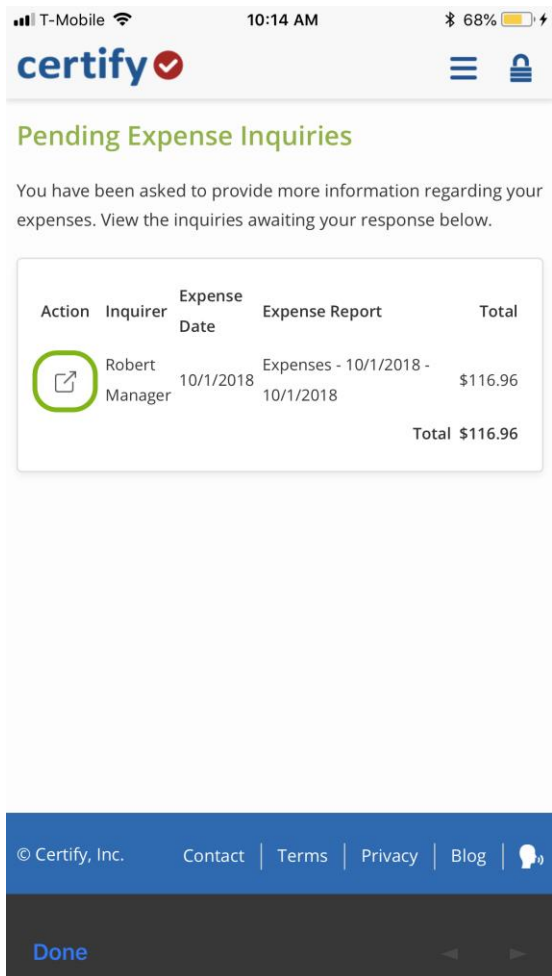 T-Mobile 10:14 AM 68%
certify
Pending Expense Inquiries
You have been asked to provide more information regarding your
expenses. View the inquiries awaiting your response below.
Action Inquirer Expense Date Expense Report Total
Robert Manager 10/1/2018 Expenses - 10/1/2018 - 10/1/2018 $116.96
Total $116.96
© Certify, Inc. Contact | Terms | Privacy | Blog |
Done